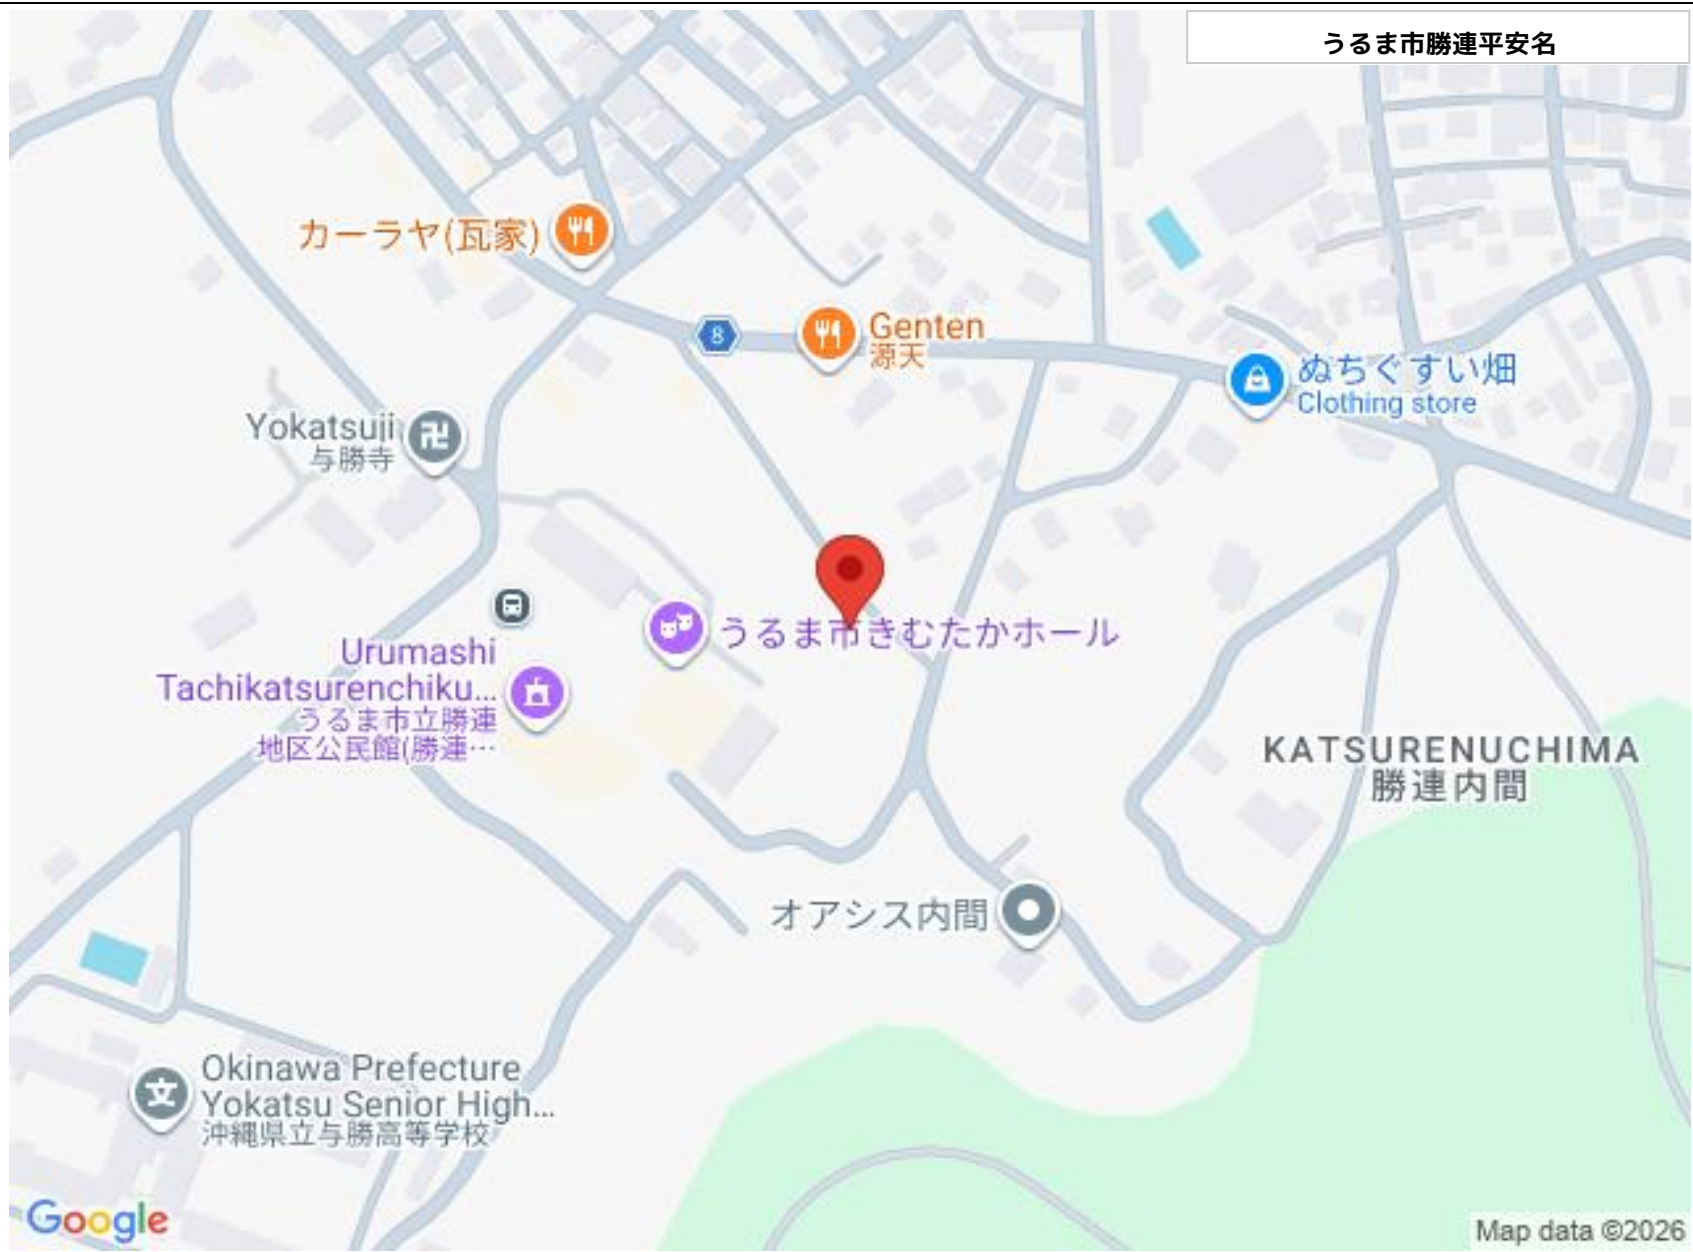 うるま市勝連平安名
カーラヤ(瓦家)
8
Genten
源天
ぬちぐすい畑
Clothing store
Yokatsuji
与勝寺
卍
うるま市きむたかホール
Urumashi
Tachikatsurenchiku...
うるま市立勝連
地区公民館(勝連…
KATSURENUCHIMA
勝連内間
オアシス内間
文
Okinawa Prefecture
Yokatsu Senior High...
沖縄県立与勝高等学校
Google
Map data ©2026